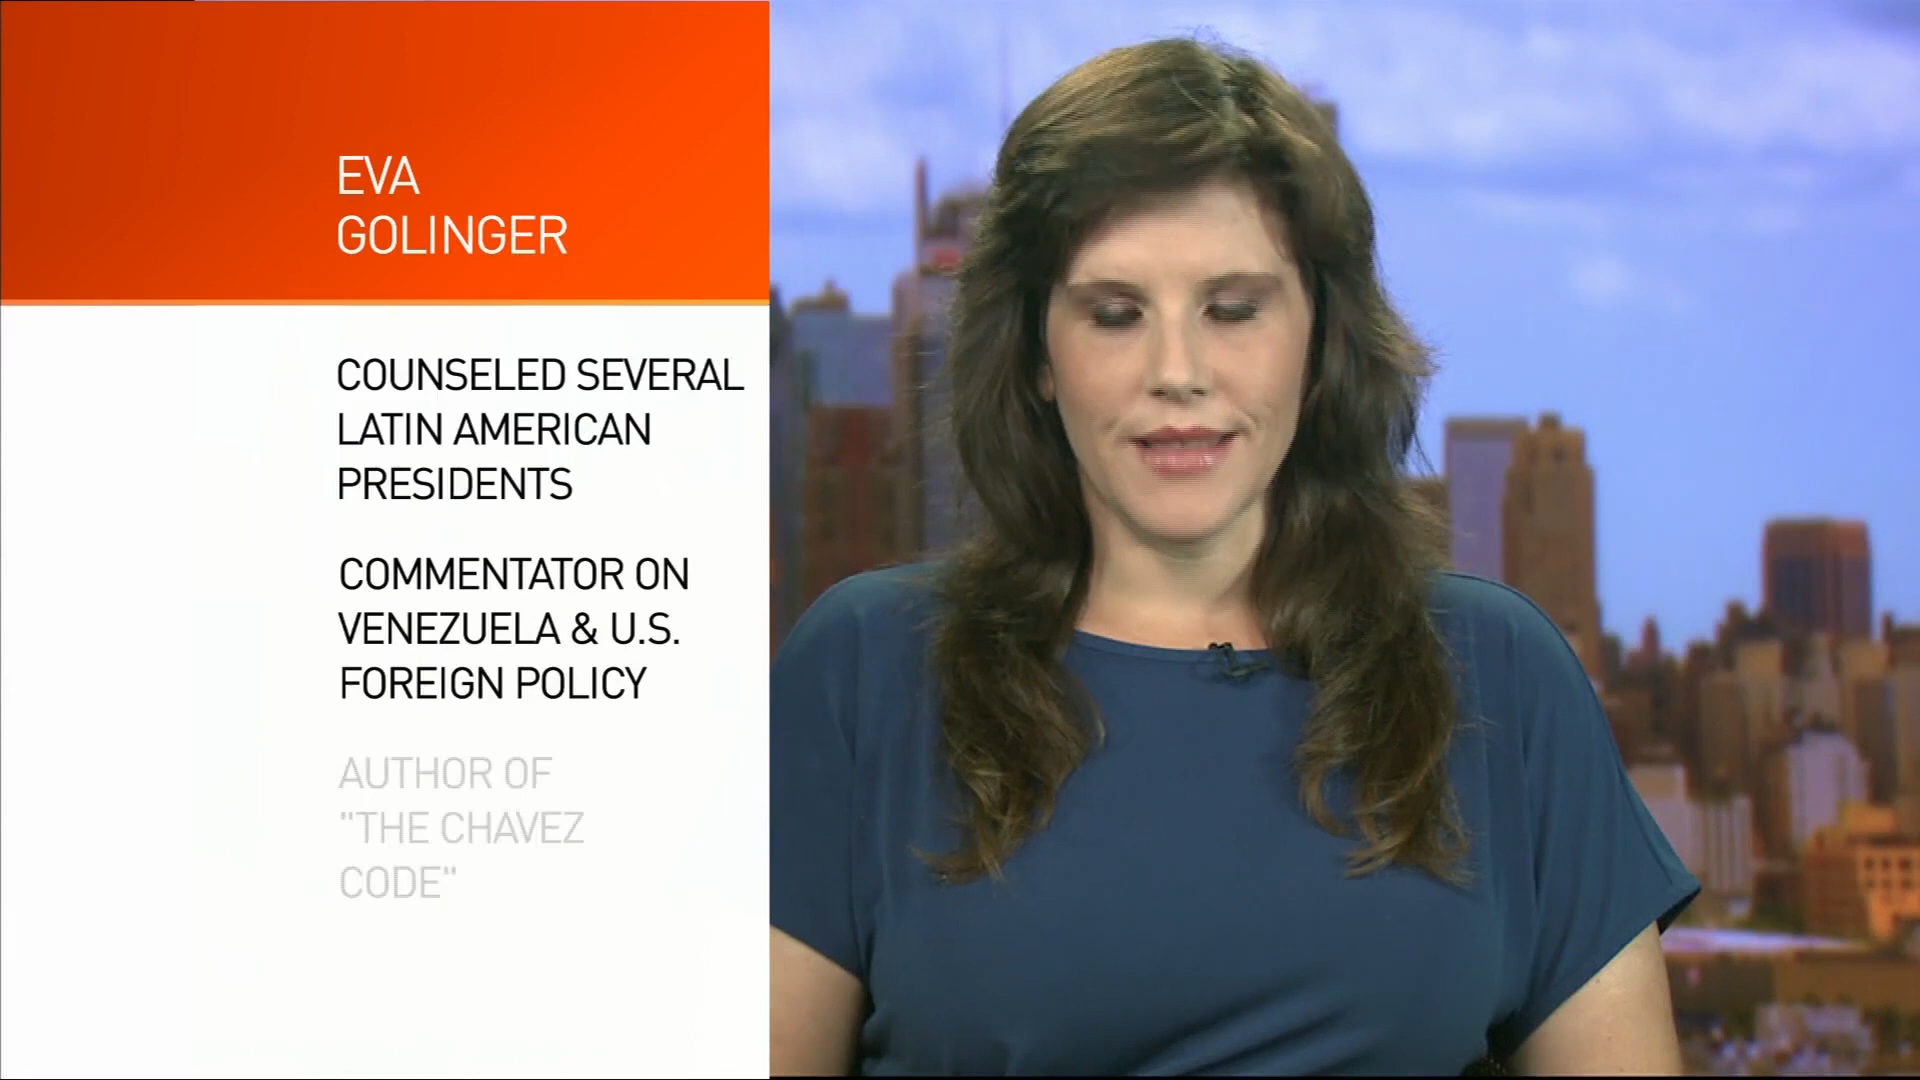 EVA
GOLINGER
COUNSELED SEVERAL
LATIN AMERICAN
PRESIDENTS
COMMENTATOR ON
VENEZUELA & U.S.
FOREIGN POLICY
AUTHOR OF
"THE CHAVEZ
CODE"